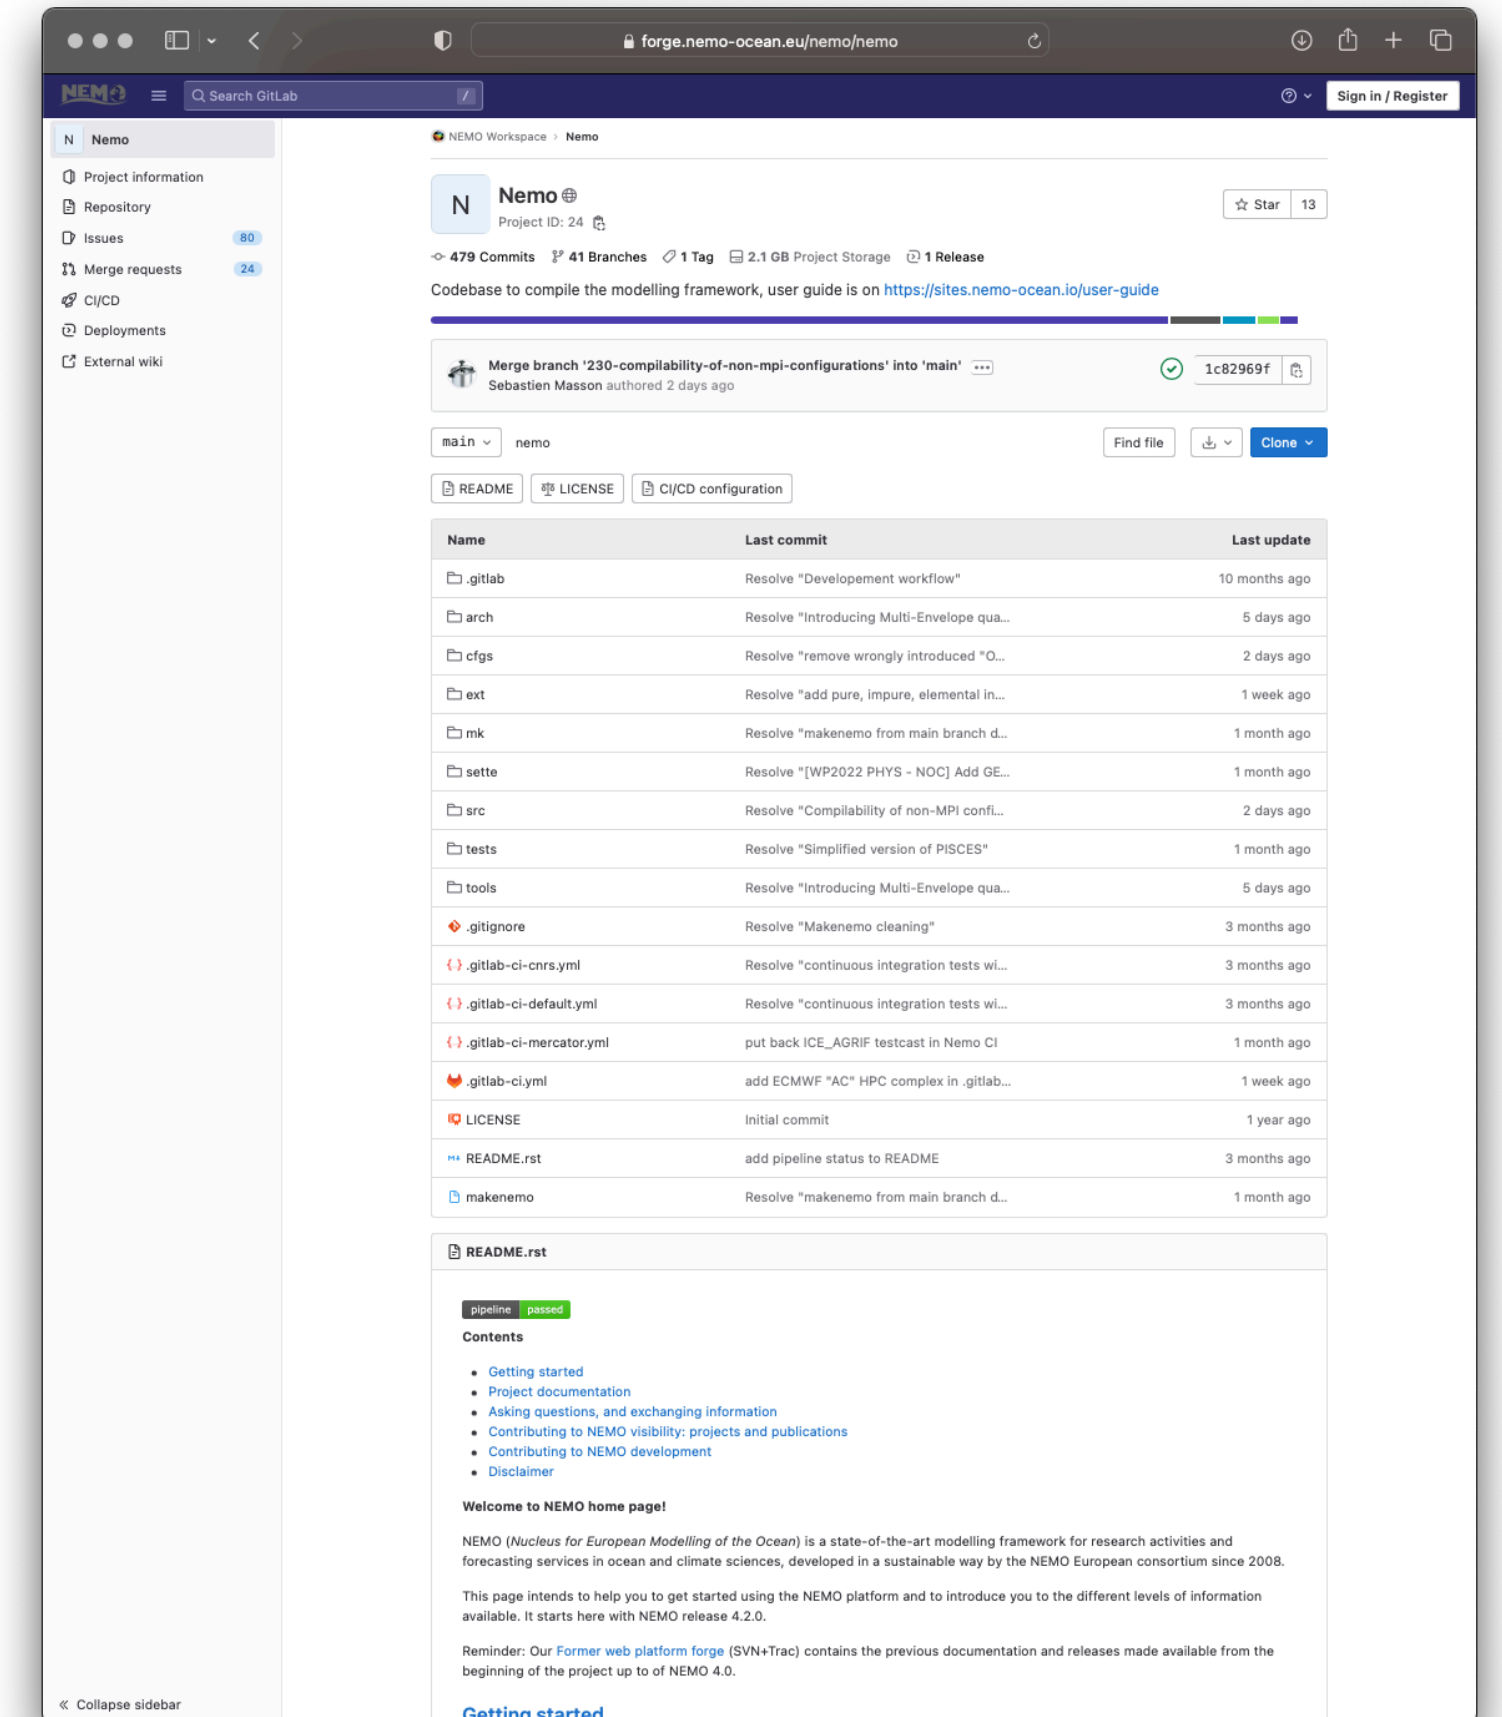 forge.nemo-ocean.eu/nemo/nemo
NEMO
Search GitLab
/
Sign in / Register
N Nemo
Project information
Repository
Issues 80
Merge requests 24
CI/CD
Deployments
External wiki
Collapse sidebar
NEMO Workspace › Nemo
N
Nemo
Project ID: 24
Star 13
479 Commits 41 Branches 1 Tag 2.1 GB Project Storage 1 Release
Codebase to compile the modelling framework, user guide is on https://sites.nemo-ocean.io/user-guide
Merge branch '230-compilability-of-non-mpi-configurations' into 'main' •••
Sebastien Masson authored 2 days ago
1c82969f
main nemo
Find file
Clone
README LICENSE CI/CD configuration
Name Last commit Last update
.gitlab Resolve "Developement workflow" 10 months ago
arch Resolve "Introducing Multi-Envelope qua... 5 days ago
cfgs Resolve "remove wrongly introduced "O... 2 days ago
ext Resolve "add pure, impure, elemental in... 1 week ago
mk Resolve "makenemo from main branch d... 1 month ago
sette Resolve "[WP2022 PHYS - NOC] Add GE... 1 month ago
src Resolve "Compilability of non-MPI confi... 2 days ago
tests Resolve "Simplified version of PISCES" 1 month ago
tools Resolve "Introducing Multi-Envelope qua... 5 days ago
.gitignore Resolve "Makenemo cleaning" 3 months ago
.gitlab-ci-cnrs.yml Resolve "continuous integration tests wi... 3 months ago
.gitlab-ci-default.yml Resolve "continuous integration tests wi... 3 months ago
.gitlab-ci-mercator.yml put back ICE_AGRIF testcast in Nemo CI 1 month ago
.gitlab-ci.yml add ECMWF "AC" HPC complex in .gitlab... 1 week ago
LICENSE Initial commit 1 year ago
README.rst add pipeline status to README 3 months ago
makenemo Resolve "makenemo from main branch d... 1 month ago
README.rst
pipeline passed
Contents
• Getting started
• Project documentation
• Asking questions, and exchanging information
• Contributing to NEMO visibility: projects and publications
• Contributing to NEMO development
• Disclaimer
Welcome to NEMO home page!
NEMO (Nucleus for European Modelling of the Ocean) is a state-of-the-art modelling framework for research activities and
forecasting services in ocean and climate sciences, developed in a sustainable way by the NEMO European consortium since 2008.
This page intends to help you to get started using the NEMO platform and to introduce you to the different levels of information
available. It starts here with NEMO release 4.2.0.
Reminder: Our Former web platform forge (SVN+Trac) contains the previous documentation and releases made available from the
beginning of the project up to of NEMO 4.0.
Getting started